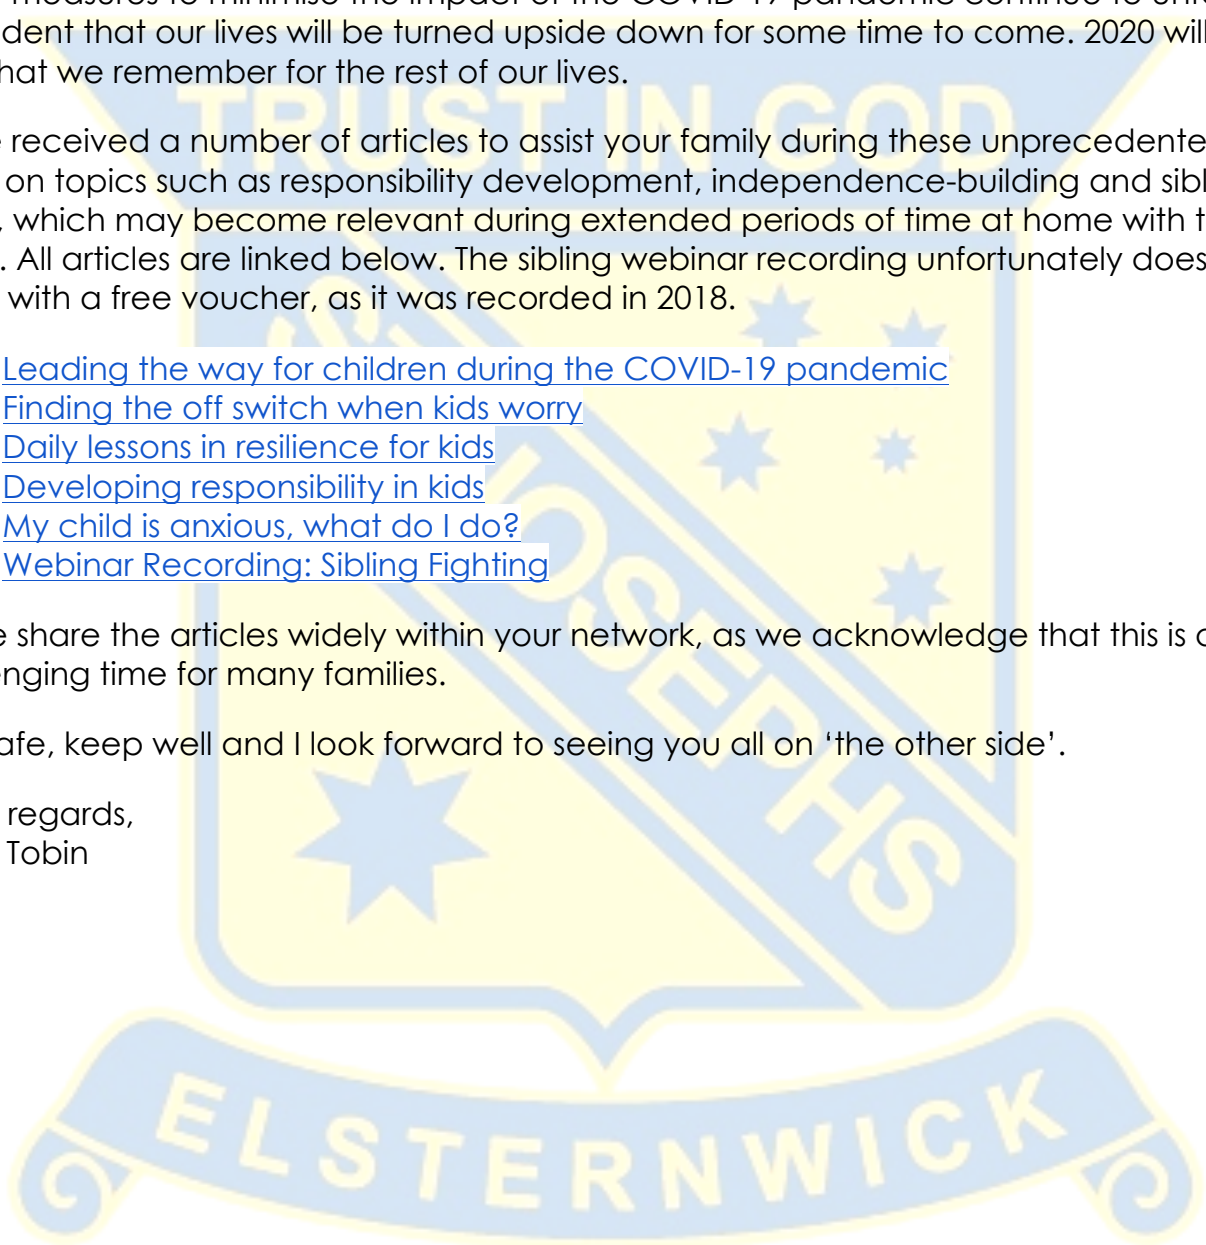 measures to minimise the impact of the COVID-19 pandemic continue to
dent that our lives will be turned upside down for some time to come. 2020 will
hat we remember for the rest of our lives.
received a number of articles to assist your family during these unprecedente
on topics such as responsibility development, independence-building and sibl
, which may become relevant during extended periods of time at home with t
. All articles are linked below. The sibling webinar recording unfortunately does
with a free voucher, as it was recorded in 2018.
Leading the way for children during the COVID-19 pandemic
Finding the off switch when kids worry
Daily lessons in resilience for kids
Developing responsibility in kids
My child is anxious, what do I do?
Webinar Recording: Sibling Fighting
e share the articles widely within your network, as we acknowledge that this is a
enging time for many families.
afe, keep well and I look forward to seeing you all on ‘the other side’.
regards,
Tobin
TRUST IN GOD
ST JOSEPHS
ELSTERNWICK